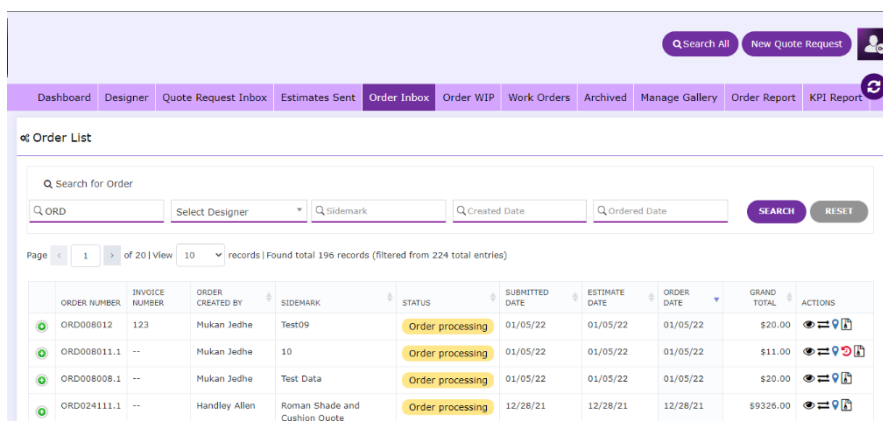 Search All New Quote Request
Dashboard Designer Quote Request Inbox Estimates Sent Order Inbox Order WIP Work Orders Archived Manage Gallery Order Report KPI Report
Order List
Search for Order
ORD Select Designer Sidemark Created Date Ordered Date SEARCH RESET
Page < 1 > of 20 | View 10 records | Found total 196 records (filtered from 224 total entries)
ORDER NUMBER INVOICE NUMBER ORDER CREATED BY SIDEMARK STATUS SUBMITTED DATE ESTIMATE DATE ORDER DATE GRAND TOTAL ACTIONS
ORD008012 123 Mukan Jedhe Test09 Order processing 01/05/22 01/05/22 01/05/22 $20.00
ORD008011.1 -- Mukan Jedhe 10 Order processing 01/05/22 01/05/22 01/05/22 $11.00
ORD008008.1 -- Mukan Jedhe Test Data Order processing 01/05/22 01/05/22 01/05/22 $20.00
ORD024111.1 -- Handley Allen Roman Shade and Cushion Quote Order processing 12/28/21 12/28/21 12/28/21 $9326.00